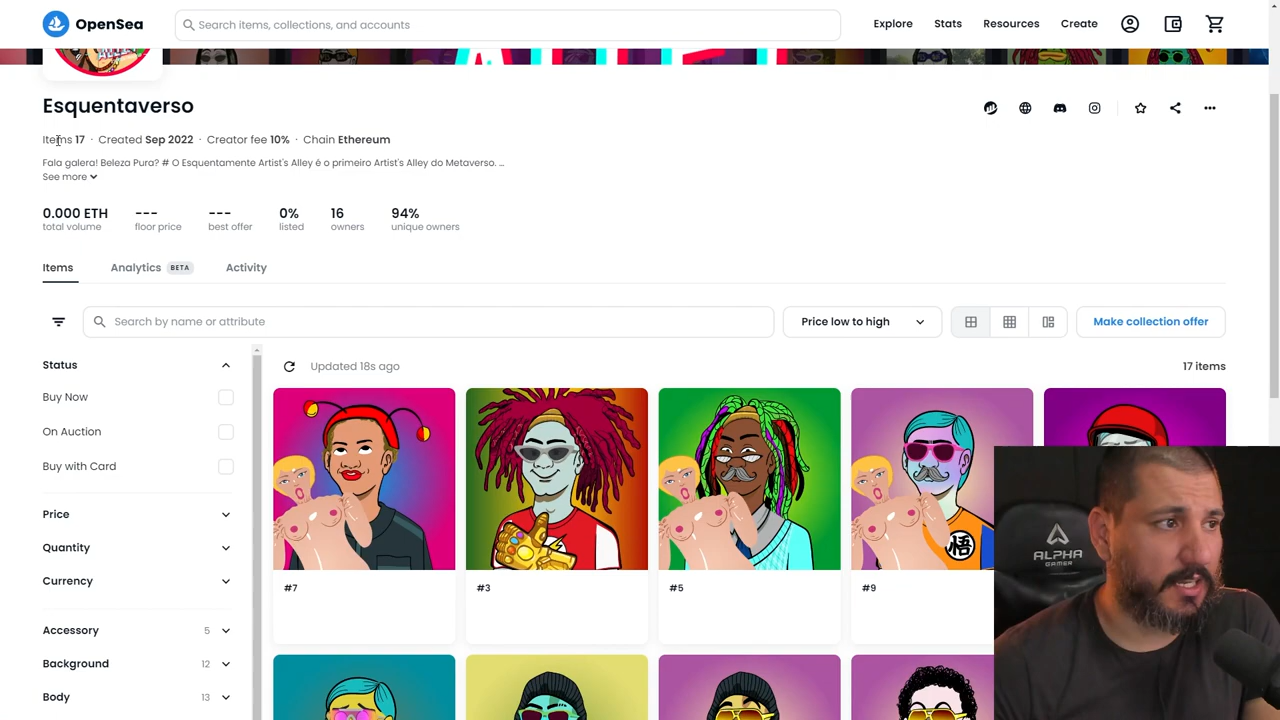 OpenSea
Search items, collections, and accounts
Explore
Stats
Resources
Create
Esquentaverso
Items 17 · Created Sep 2022 · Creator fee 10% · Chain Ethereum
Fala galera! Beleza Pura? # O Esquentamente Artist's Alley é o primeiro Artist's Alley do Metaverso. ...
See more
0.000 ETH
total volume
---
floor price
---
best offer
0%
listed
16
owners
94%
unique owners
Items
Analytics BETA
Activity
Search by name or attribute
Price low to high
Make collection offer
Status
Buy Now
On Auction
Buy with Card
Price
Quantity
Currency
Accessory 5
Background 12
Body 13
Updated 18s ago
17 items
#7
#3
#5
#9
悟
ALPHA
GAMER